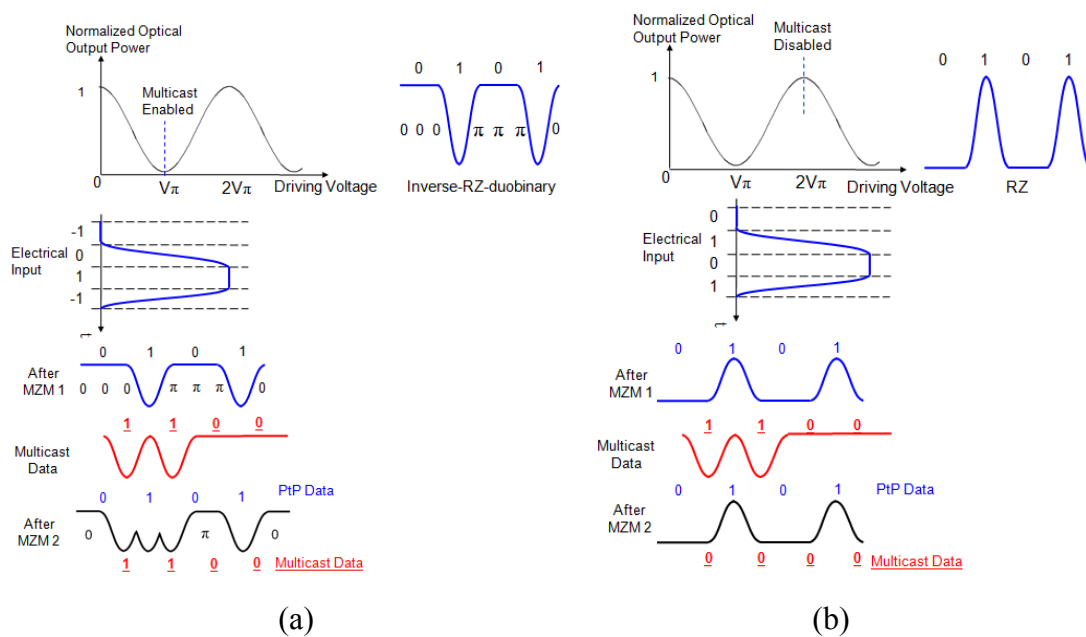 Normalized Optical
Output Power
1
Multicast
Enabled
0
Vπ
2Vπ
Driving Voltage
0 1 0 1
0 0 0 π π π 0
Inverse-RZ-duobinary
Electrical
Input
-1
0
1
-1
t
0 1 0 1
After
MZM 1
0 0 0 π π π 0
1 1 0 0
Multicast
Data
0 1 0 1
PtP Data
After
MZM 2
0 π 0
1 1 0 0
Multicast Data
(a)
Normalized Optical
Output Power
Multicast
Disabled
1
0
Vπ
2Vπ
Driving Voltage
0 1 0 1
RZ
Electrical
Input
0
1
0
1
t
0 1 0 1
After
MZM 1
1 1 0 0
Multicast
Data
0 1 0 1
PtP Data
After
MZM 2
0 0 0 0
Multicast Data
(b)